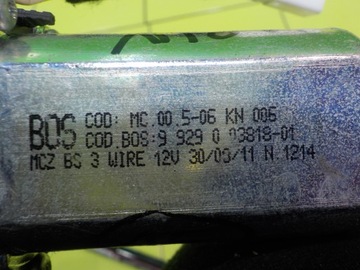 BOS COD: MC 00.5-06 KN 006
COD.BOS:9 929 0 03818-01
MCZ BS 3 WIRE 12V 30/05/11 N.1214